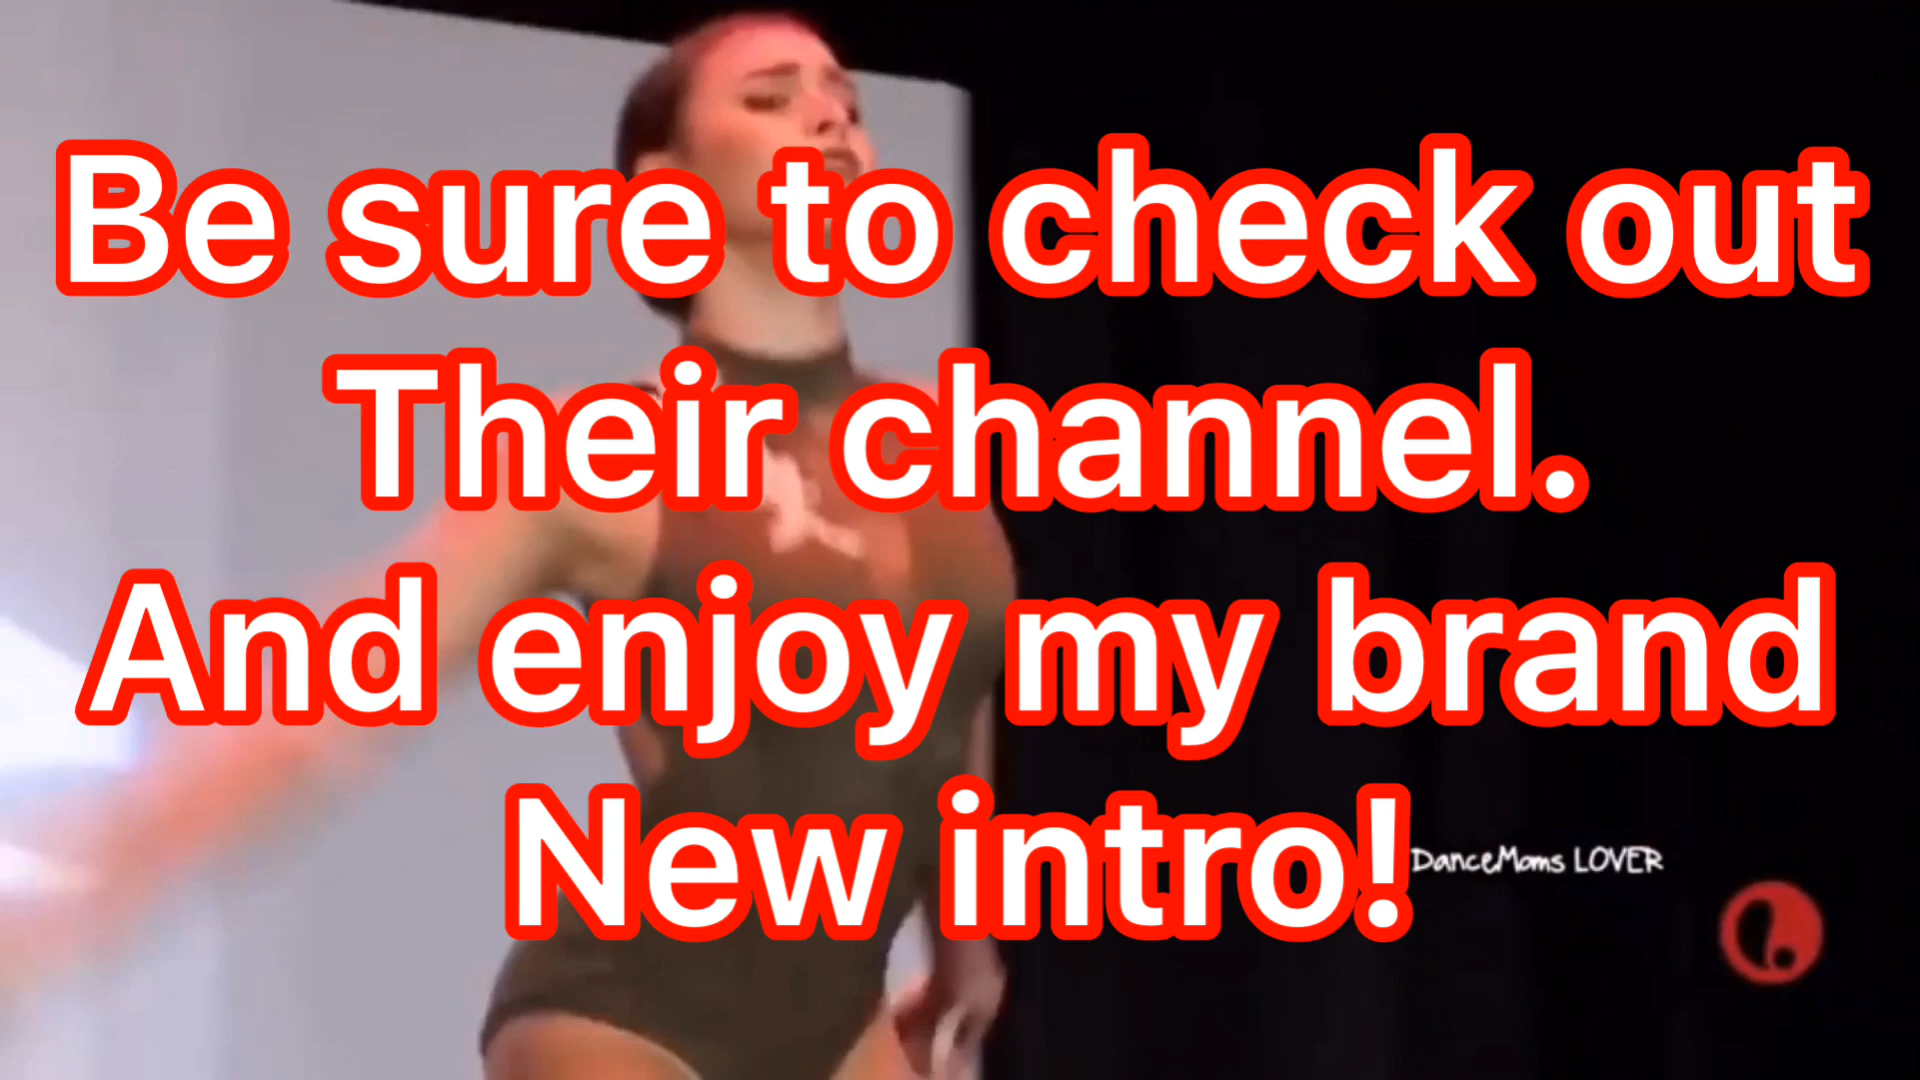 Be sure to check out
Their channel.
And enjoy my brand
New intro!
DanceMoms LOVER